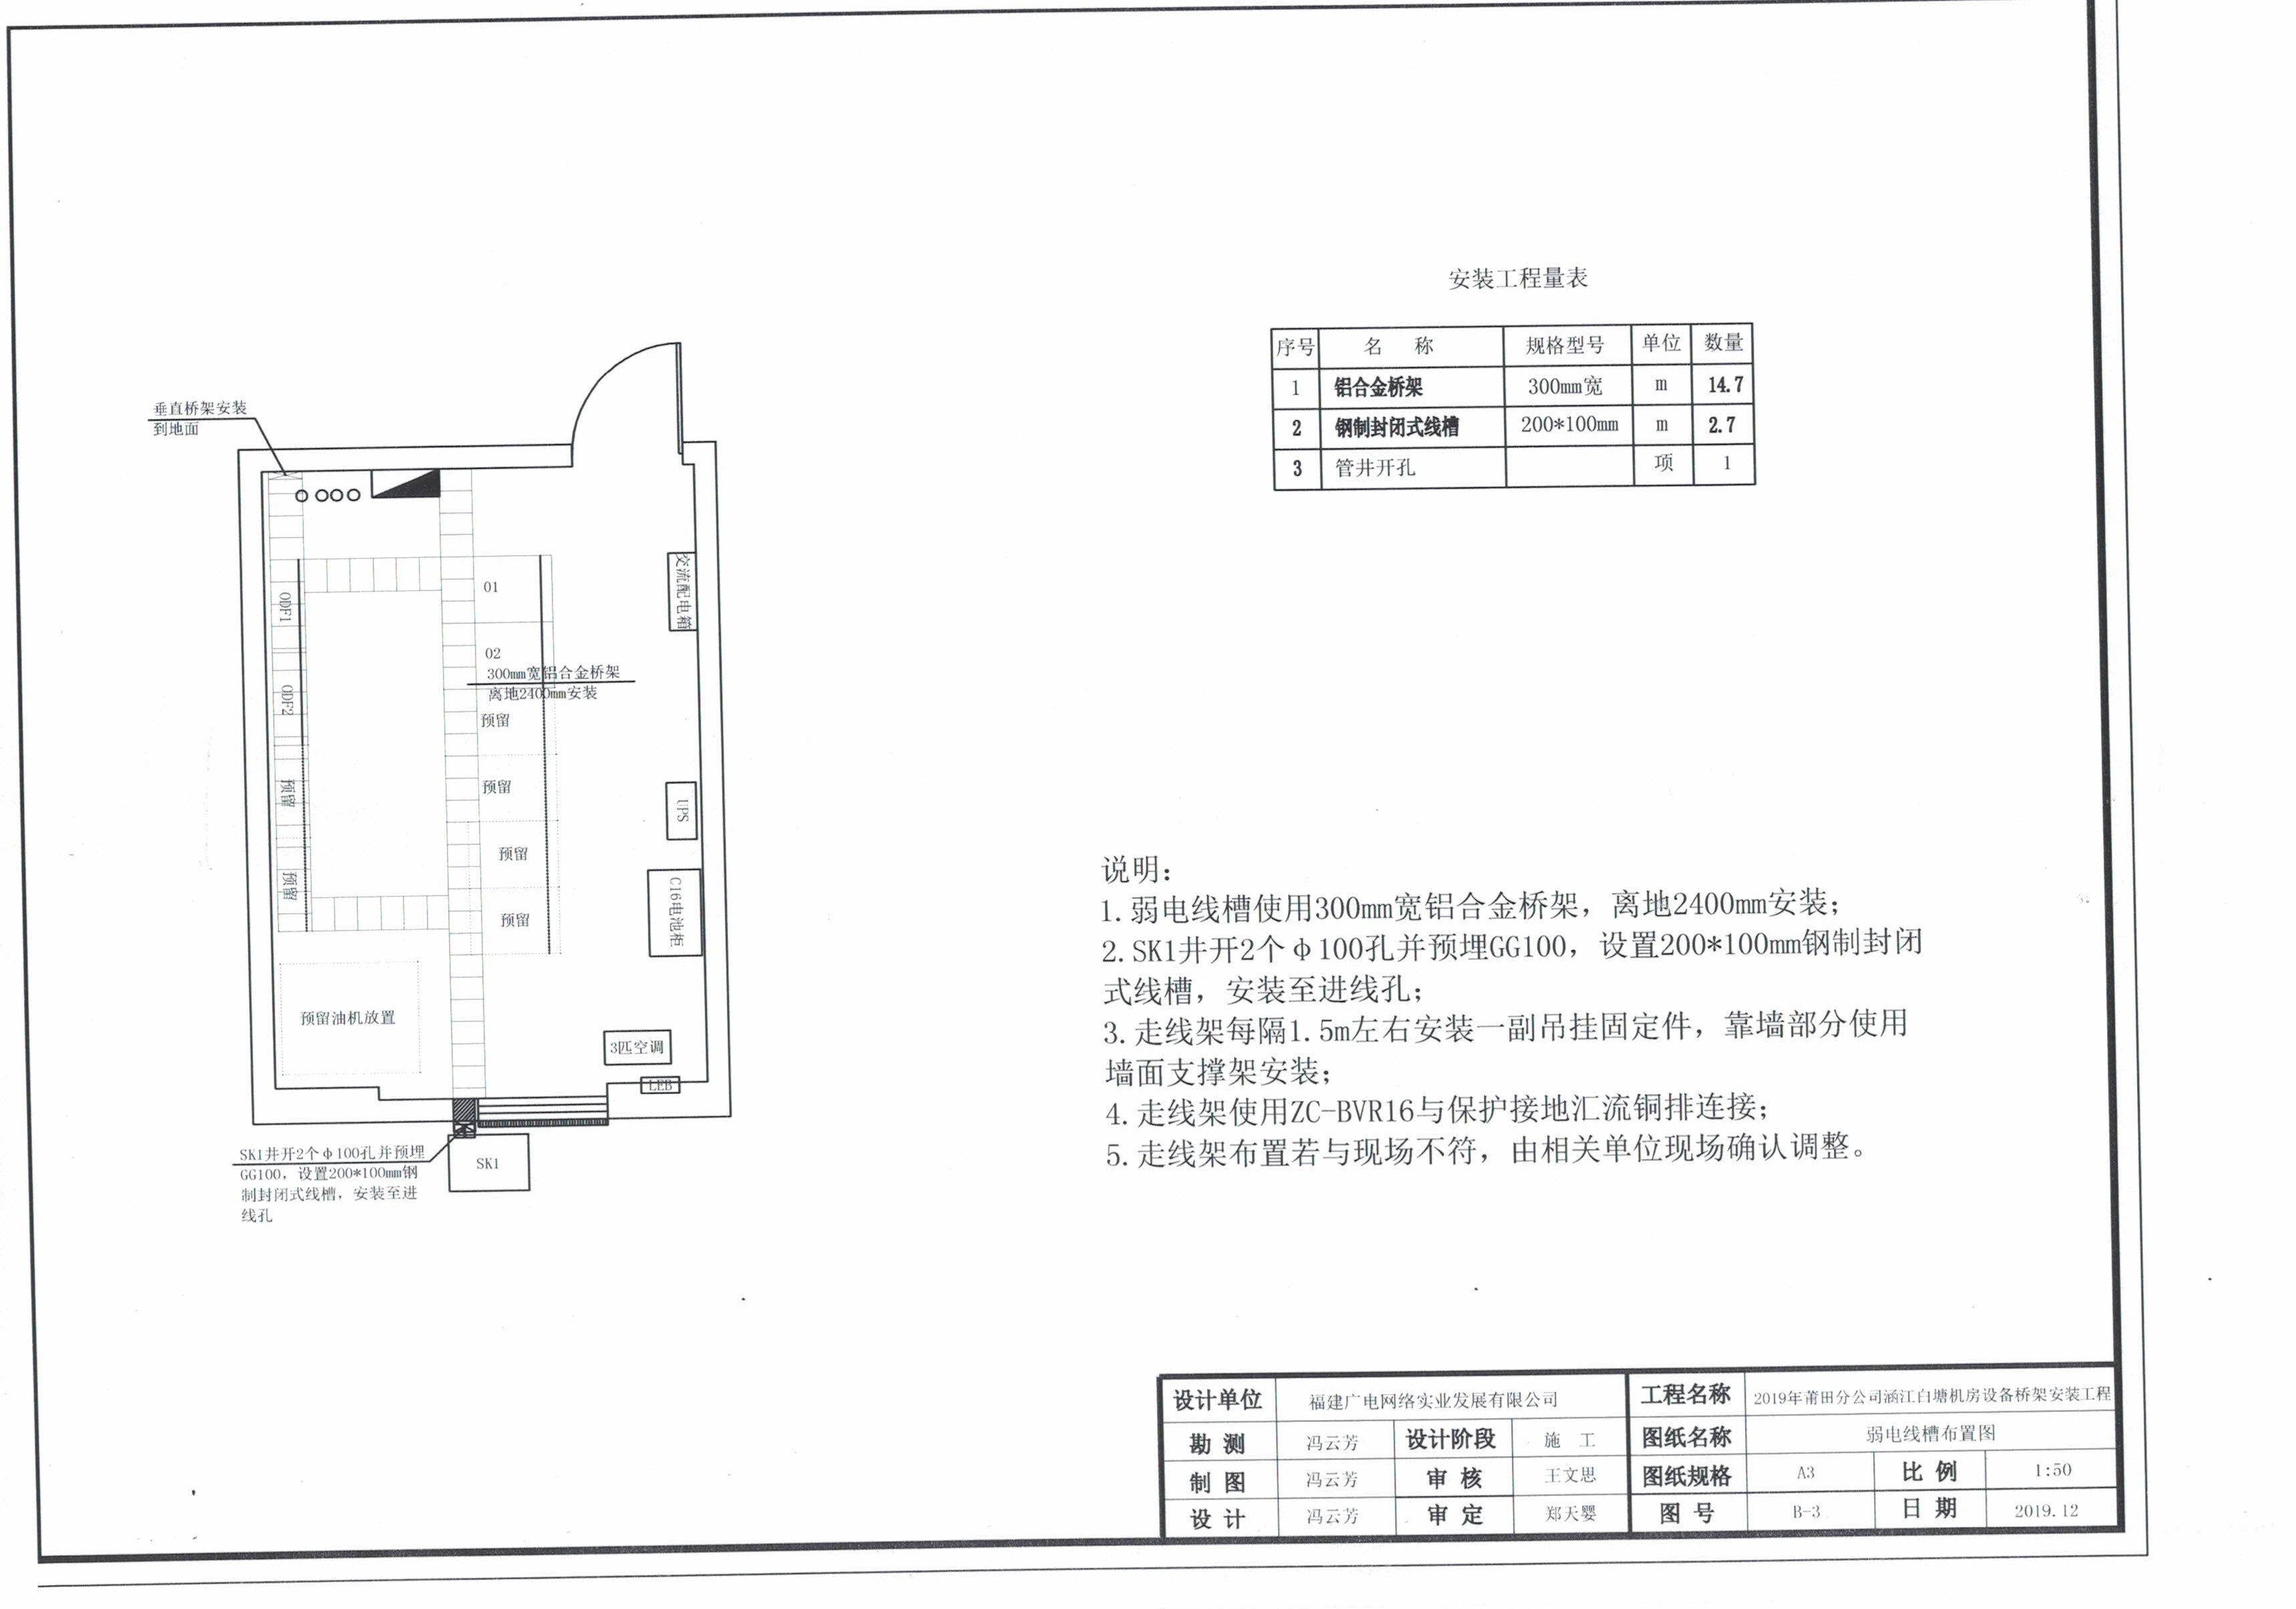 安装工程量表
序号 名 称 规格型号 单位 数量
1 铝合金桥架 300mm宽 m 14.7
2 钢制封闭式线槽 200*100mm m 2.7
3 管井开孔 项 1
垂直桥架安装
到地面
ODF1
ODF2
预留
预留
01
02
300mm宽铝合金桥架
离地2400mm安装
预留
预留
预留
预留
交流配电箱
UPS
C16电池柜
预留油机放置
3匹空调
LEB
SK1
SK1井开2个φ100孔并预埋
GG100，设置200*100mm钢
制封闭式线槽，安装至进
线孔
说明：
1.弱电线槽使用300mm宽铝合金桥架，离地2400mm安装；
2.SK1井开2个φ100孔并预埋GG100，设置200*100mm钢制封闭
式线槽，安装至进线孔；
3.走线架每隔1.5m左右安装一副吊挂固定件，靠墙部分使用
墙面支撑架安装；
4.走线架使用ZC-BVR16与保护接地汇流铜排连接；
5.走线架布置若与现场不符，由相关单位现场确认调整。
设计单位 福建广电网络实业发展有限公司 工程名称 2019年莆田分公司涵江白塘机房设备桥架安装工程
勘 测 冯云芳 设计阶段 施 工 图纸名称 弱电线槽布置图
制 图 冯云芳 审 核 王文思 图纸规格 A3 比 例 1:50
设 计 冯云芳 审 定 郑天婴 图 号 B-3 日 期 2019.12